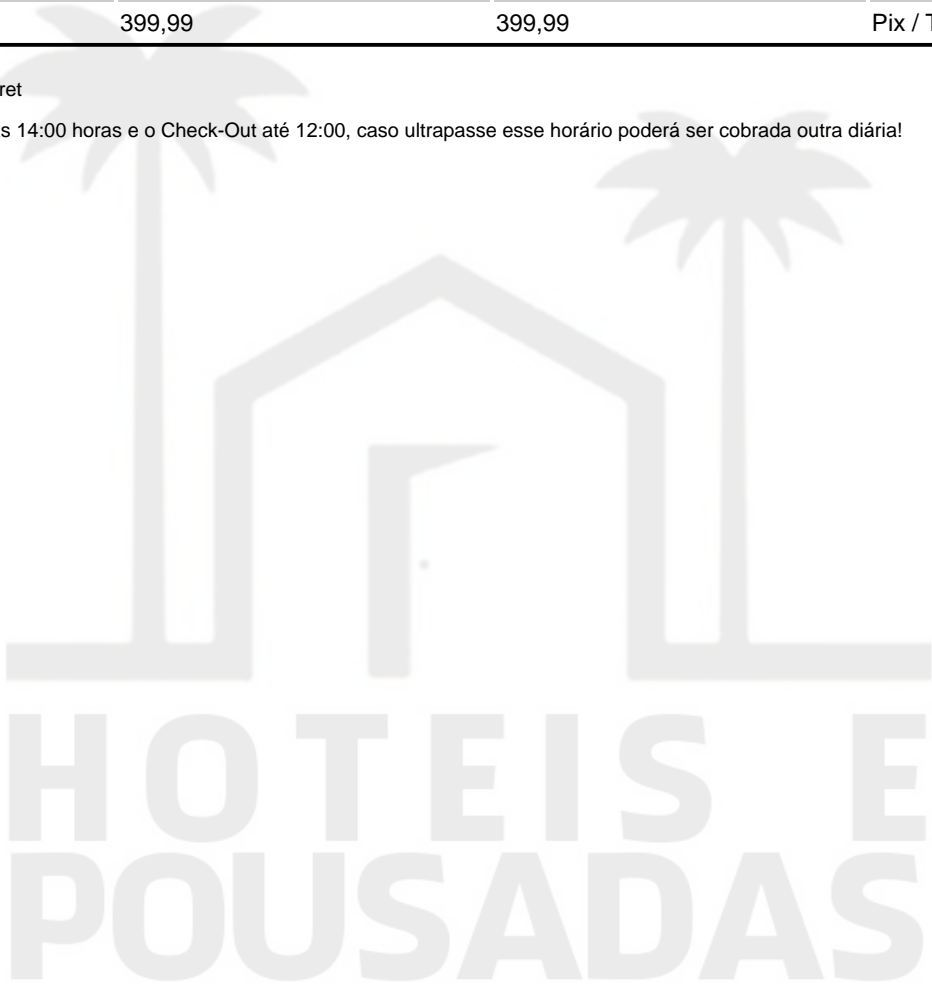 399,99 399,99 Pix / T
ret
s 14:00 horas e o Check-Out até 12:00, caso ultrapasse esse horário poderá ser cobrada outra diária!
HOTEIS E
POUSADAS